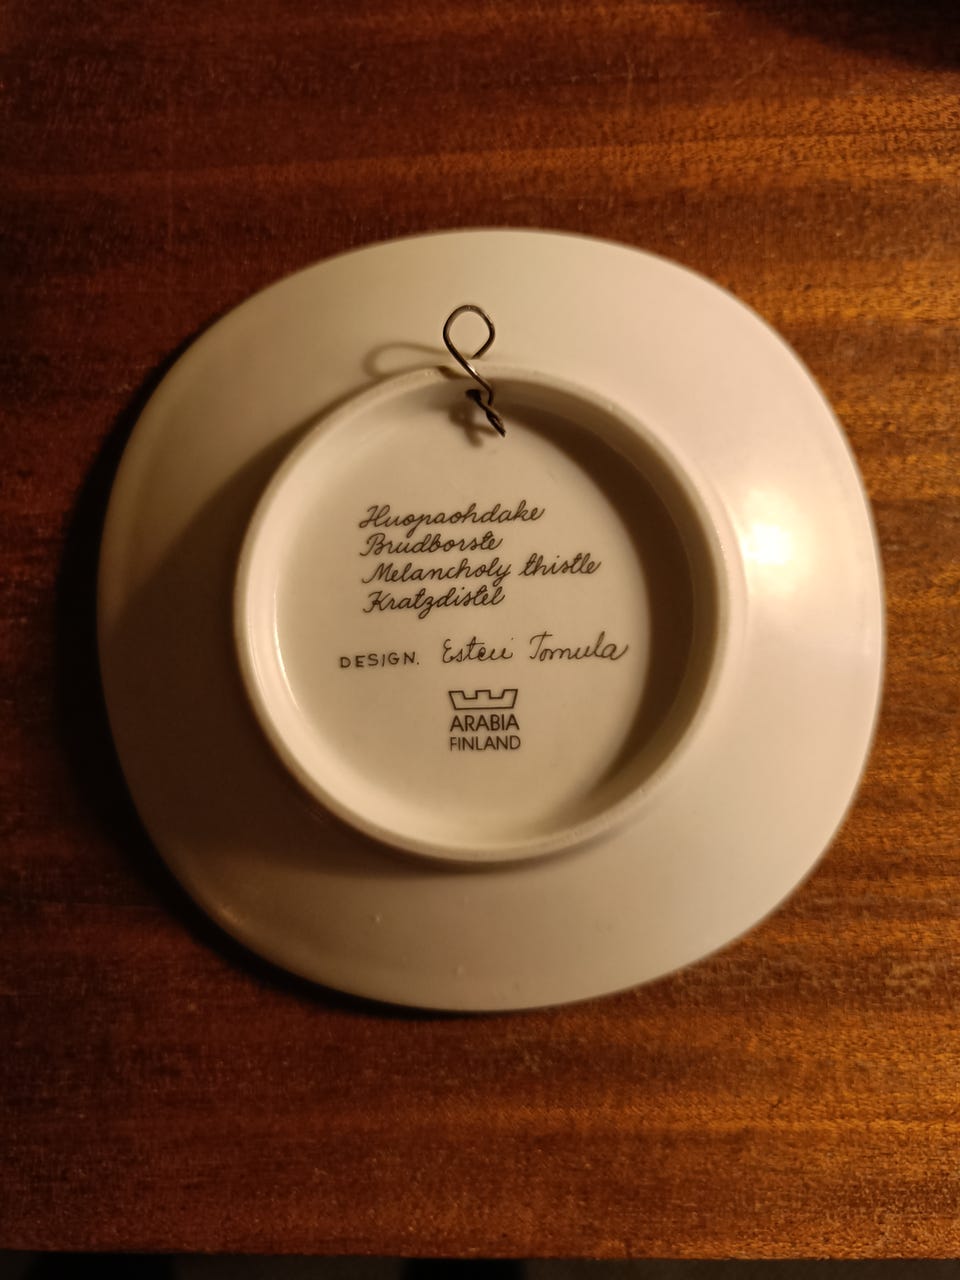 Huopaohdake
Brudborste
Melancholy thistle
Kratzdistel
DESIGN. Esteri Tomula
ARABIA
FINLAND